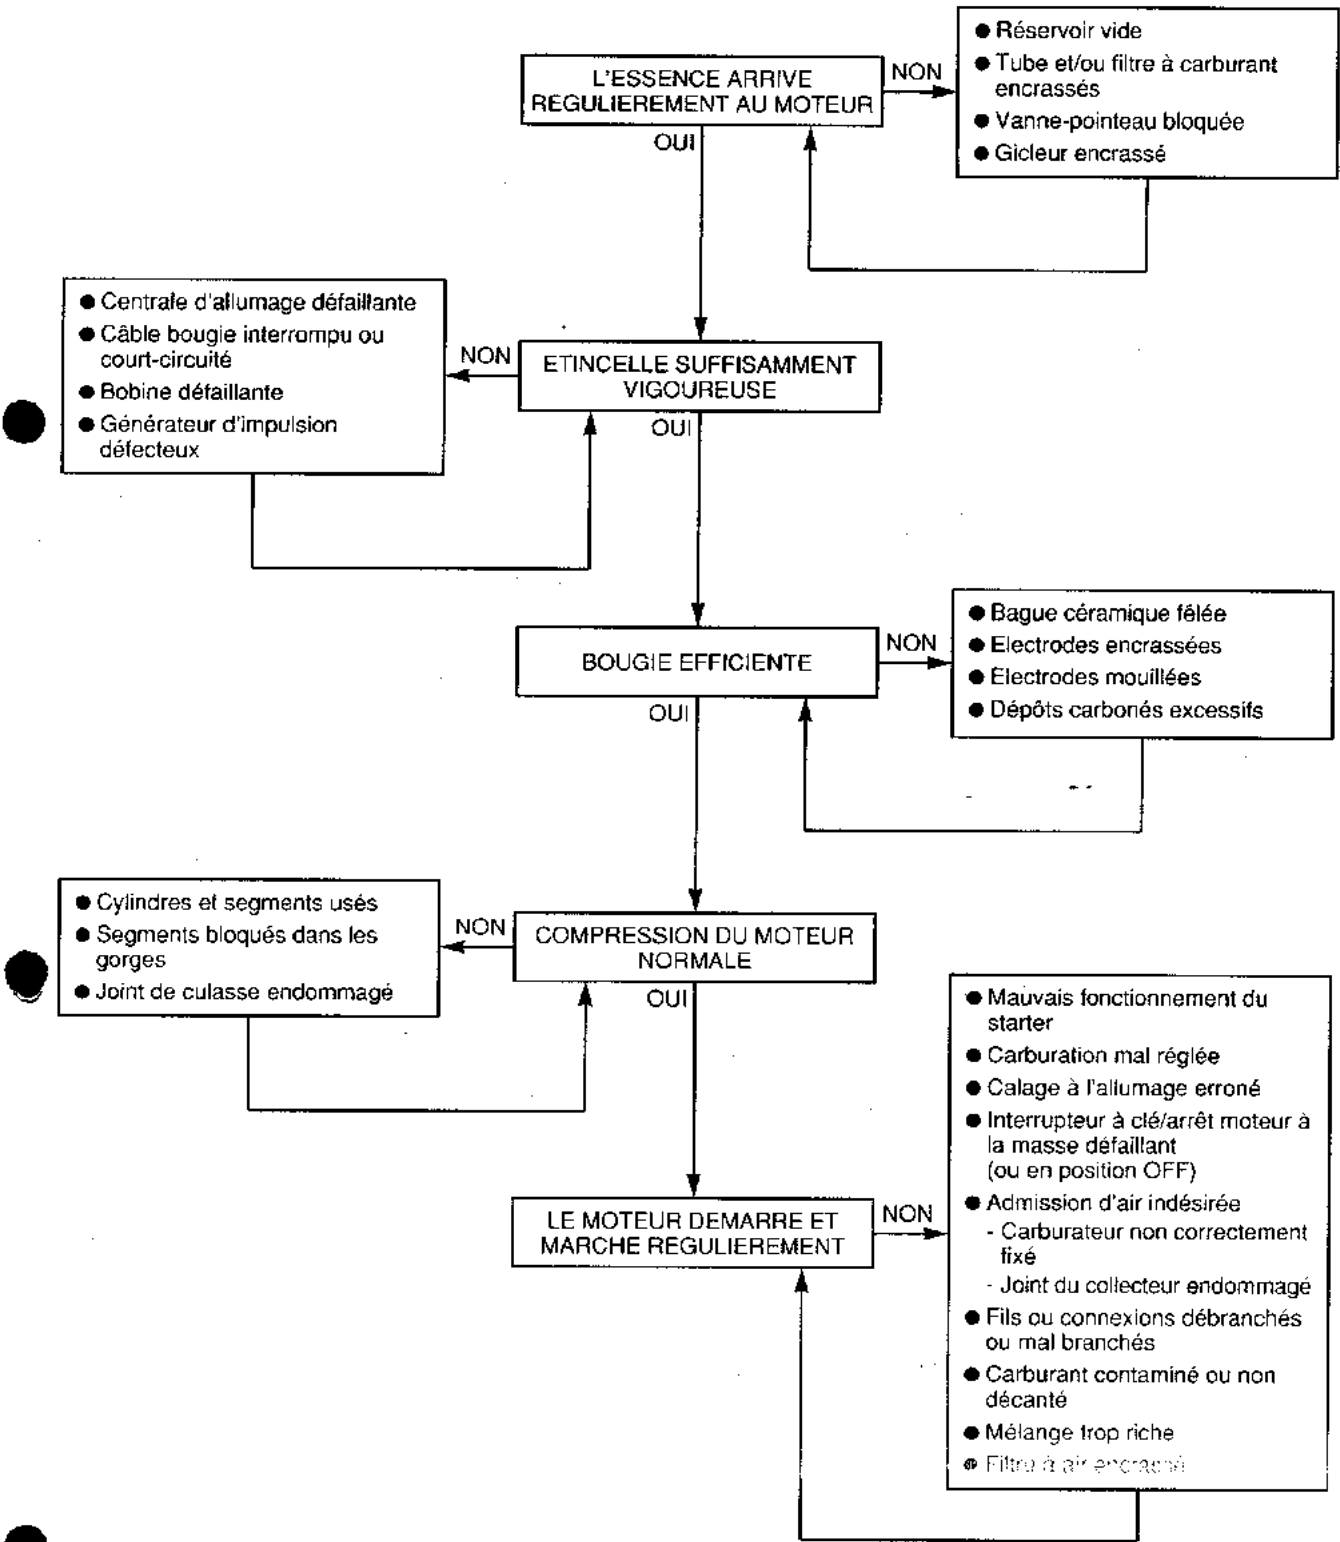 L'ESSENCE ARRIVE
REGULIEREMENT AU MOTEUR
NON
● Réservoir vide
● Tube et/ou filtre à carburant
encrassés
● Vanne-pointeau bloquée
● Gicleur encrassé
OUI
ETINCELLE SUFFISAMMENT
VIGOUREUSE
NON
● Centrale d'allumage défaillante
● Câble bougie interrompu ou
court-circuité
● Bobine défaillante
● Générateur d'impulsion
défecteux
OUI
BOUGIE EFFICIENTE
NON
● Bague céramique fêlée
● Electrodes encrassées
● Electrodes mouillées
● Dépôts carbonés excessifs
OUI
COMPRESSION DU MOTEUR
NORMALE
NON
● Cylindres et segments usés
● Segments bloqués dans les
gorges
● Joint de culasse endommagé
OUI
LE MOTEUR DEMARRE ET
MARCHE REGULIEREMENT
NON
● Mauvais fonctionnement du
starter
● Carburation mal réglée
● Calage à l'allumage erroné
● Interrupteur à clé/arrêt moteur à
la masse défaillant
(ou en position OFF)
● Admission d'air indésirée
- Carburateur non correctement
fixé
- Joint du collecteur endommagé
● Fils ou connexions débranchés
ou mal branchés
● Carburant contaminé ou non
décanté
● Mélange trop riche
● Filtre à air encrassé